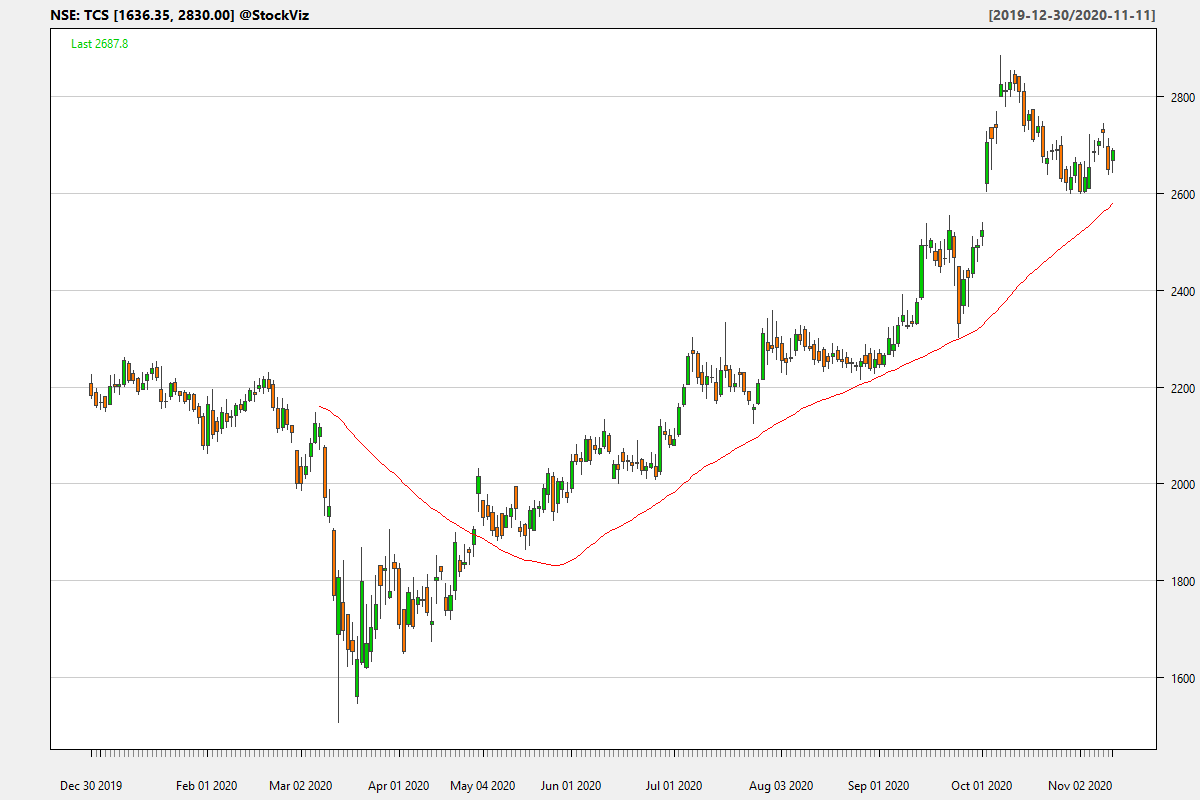 NSE: TCS [1636.35, 2830.00] @StockViz
[2019-12-30/2020-11-11]
Last 2687.8
2800
2600
2400
2200
2000
1800
1600
Dec 30 2019 Feb 01 2020 Mar 02 2020 Apr 01 2020 May 04 2020 Jun 01 2020 Jul 01 2020 Aug 03 2020 Sep 01 2020 Oct 01 2020 Nov 02 2020